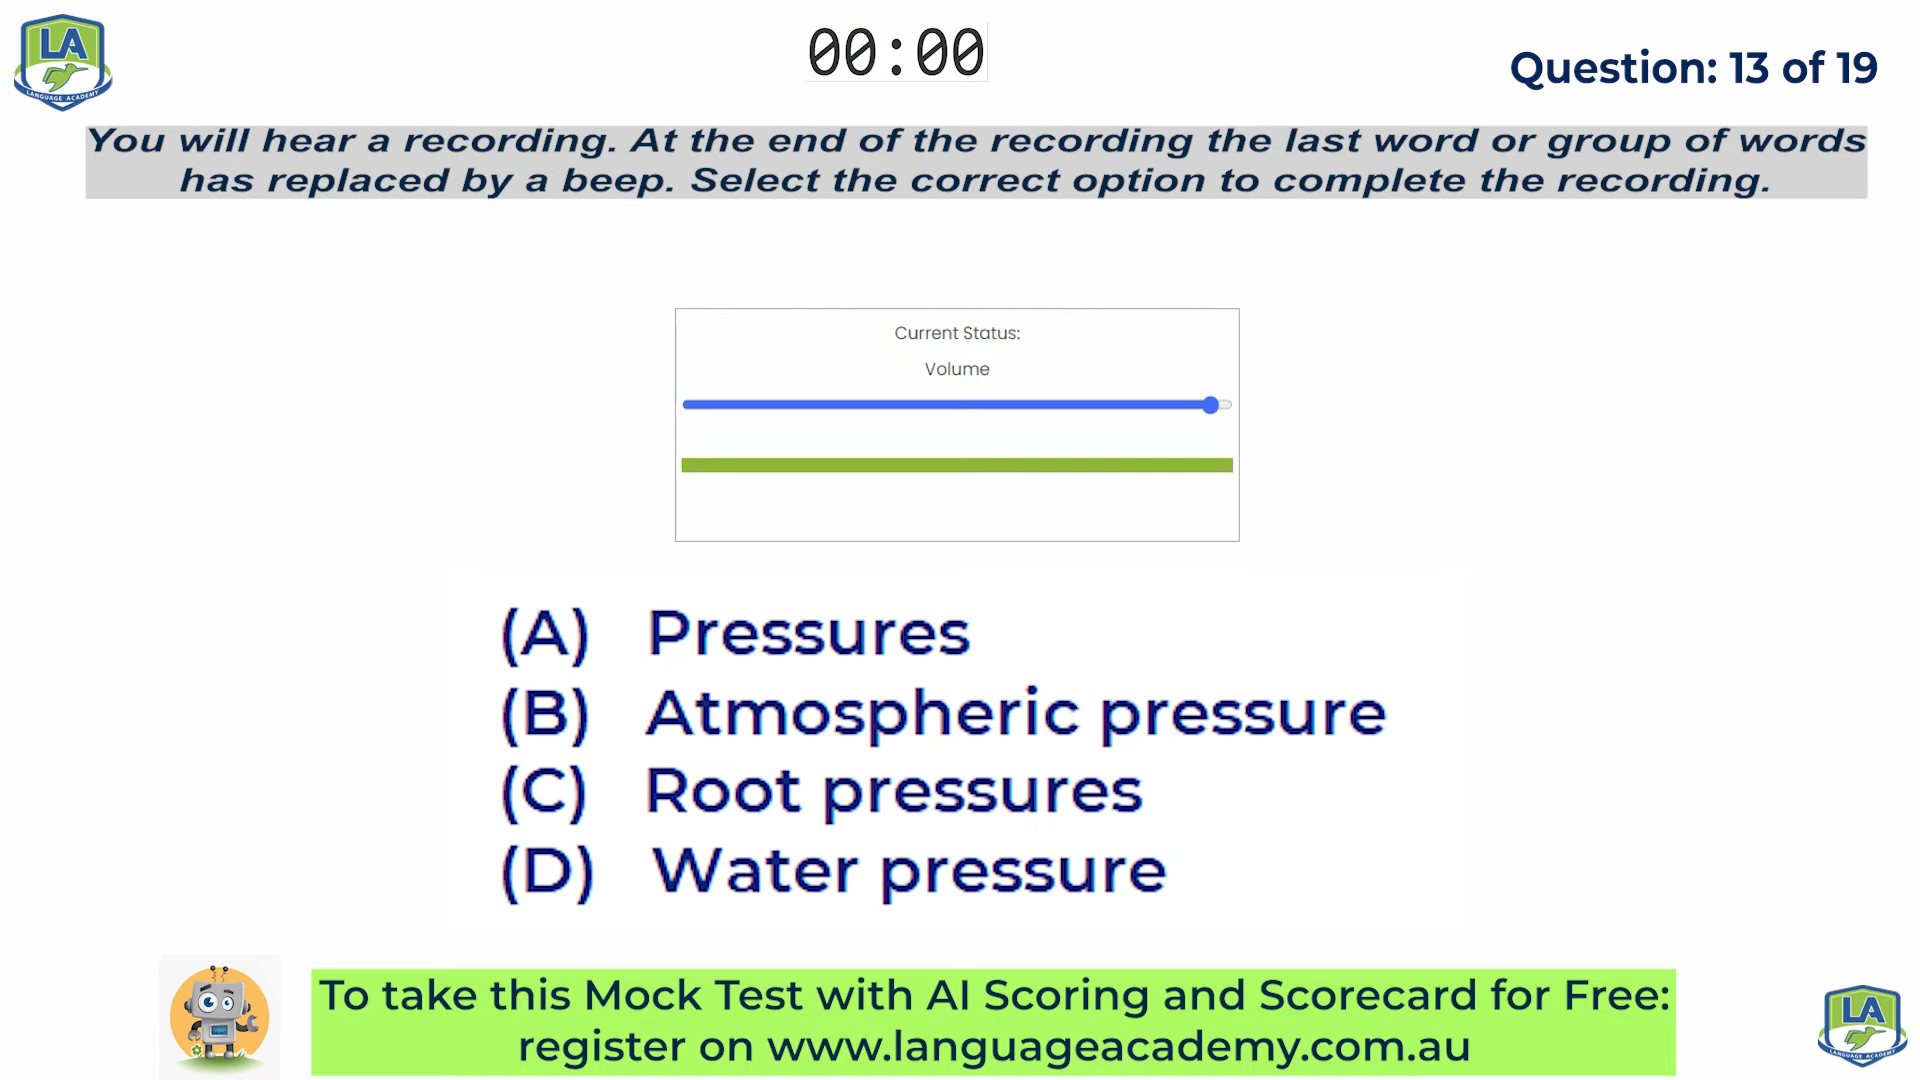 LA
LANGUAGE ACADEMY
00:00
Question: 13 of 19
You will hear a recording. At the end of the recording the last word or group of words
has replaced by a beep. Select the correct option to complete the recording.
Current Status:
Volume
(A) Pressures
(B) Atmospheric pressure
(C) Root pressures
(D) Water pressure
To take this Mock Test with AI Scoring and Scorecard for Free:
register on www.languageacademy.com.au
LA
LANGUAGE ACADEMY